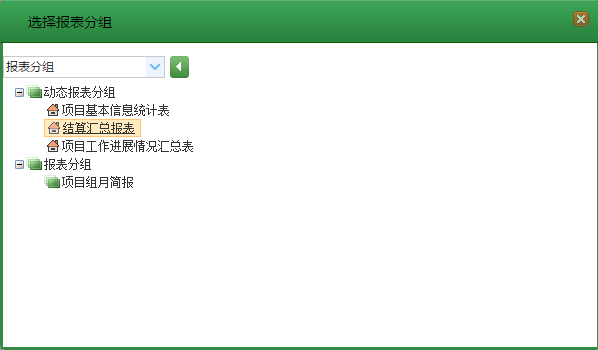 选择报表分组
报表分组
动态报表分组
项目基本信息统计表
结算汇总报表
项目工作进展情况汇总表
报表分组
项目组月简报